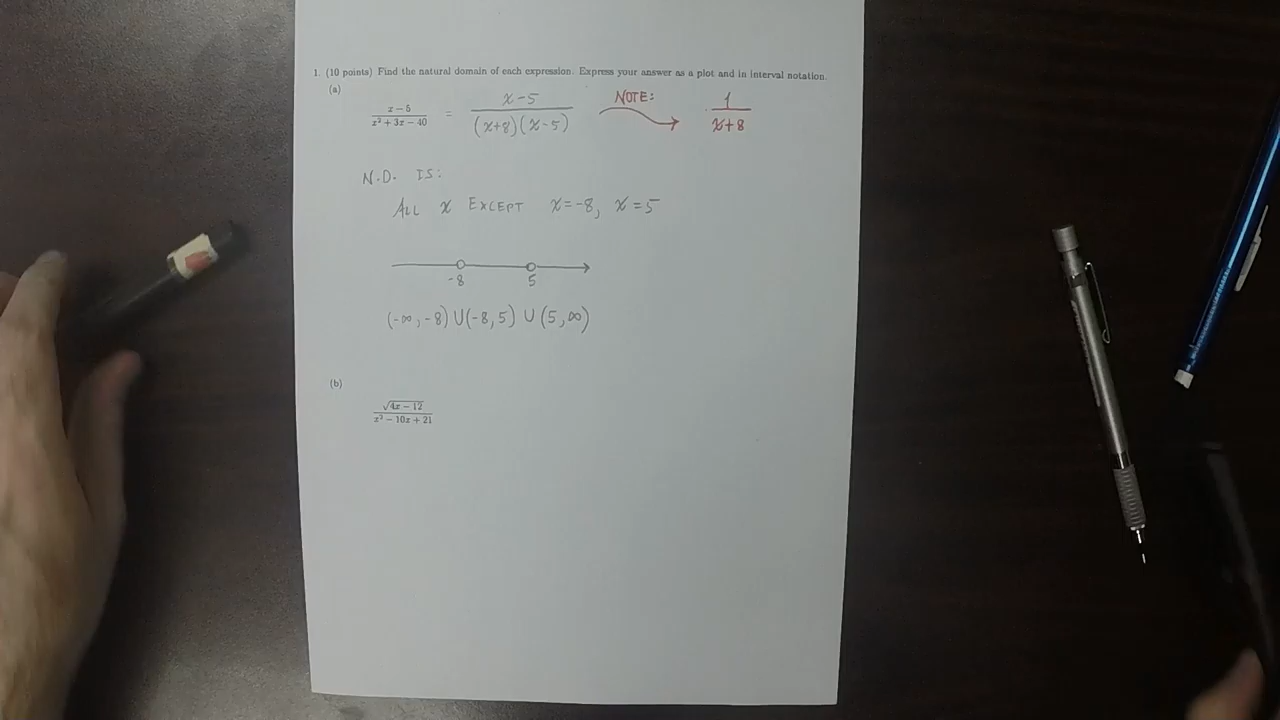 1. (10 points) Find the natural domain of each expression. Express your answer as a plot and in interval notation.
(a)
x − 5 / x² + 3x − 40 = x − 5 / (x+8)(x−5) NOTE: → 1 / x+8
N.D. IS:
ALL x EXCEPT x=-8, x=5
-8 5
(-∞, -8) ∪ (-8, 5) ∪ (5, ∞)
(b)
√4x − 12 / x² − 10x + 21